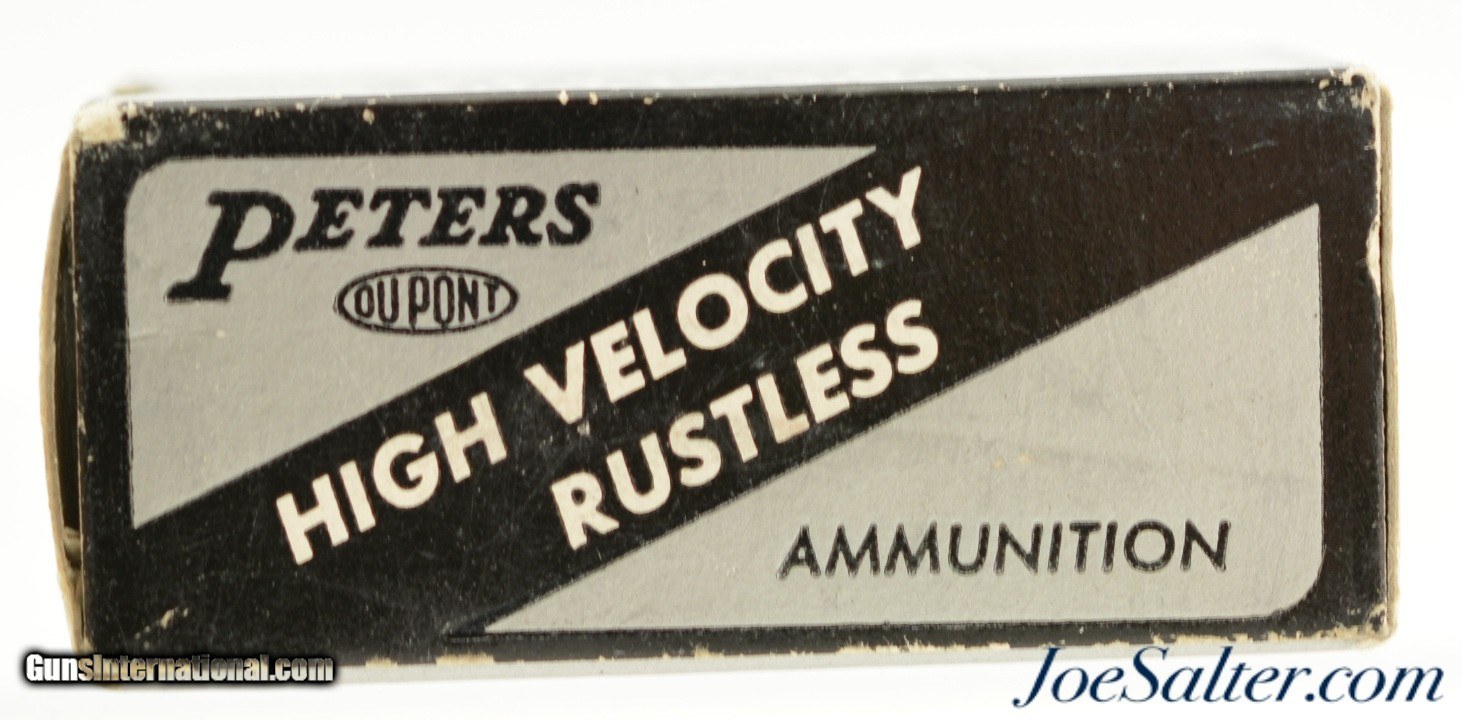 PETERS
DU PONT
HIGH VELOCITY
RUSTLESS
AMMUNITION
GunsInternational.com
JoeSalter.com